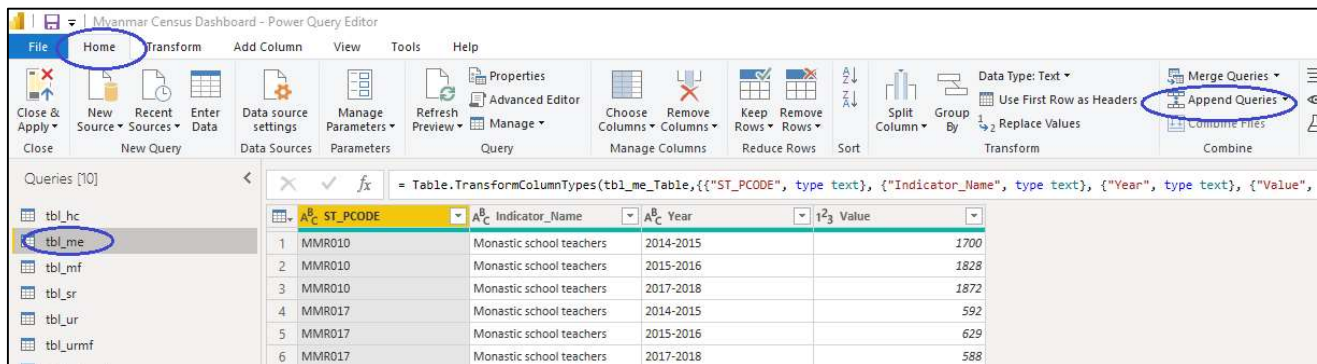 Myanmar Census Dashboard - Power Query Editor
File Home Transform Add Column View Tools Help
Close & Apply
New Source
Recent Sources
Enter Data
Data source settings
Manage Parameters
Refresh Preview
Properties
Advanced Editor
Manage
Choose Columns
Remove Columns
Keep Rows
Remove Rows
Split Column
Group By
Data Type: Text
Use First Row as Headers
Replace Values
Merge Queries
Append Queries
Combine Files
Close New Query Data Sources Parameters Query Manage Columns Reduce Rows Sort Transform Combine
Queries [10]
fx = Table.TransformColumnTypes(tbl_me_Table,{{"ST_PCODE", type text}, {"Indicator_Name", type text}, {"Year", type text}, {"Value",
tbl_hc
tbl_me
tbl_mf
tbl_sr
tbl_ur
tbl_urmf
ABC ST_PCODE ABC Indicator_Name ABC Year 123 Value
1 MMR010 Monastic school teachers 2014-2015 1700
2 MMR010 Monastic school teachers 2015-2016 1828
3 MMR010 Monastic school teachers 2017-2018 1872
4 MMR017 Monastic school teachers 2014-2015 592
5 MMR017 Monastic school teachers 2015-2016 629
6 MMR017 Monastic school teachers 2017-2018 588